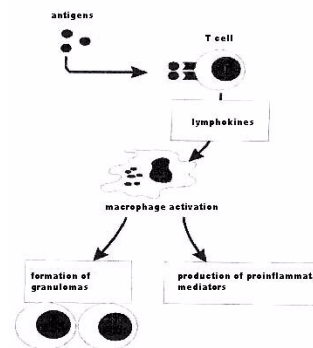 antigens
T cell
lymphokines
macrophage activation
formation of
granulomas
production of proinflammat
mediators